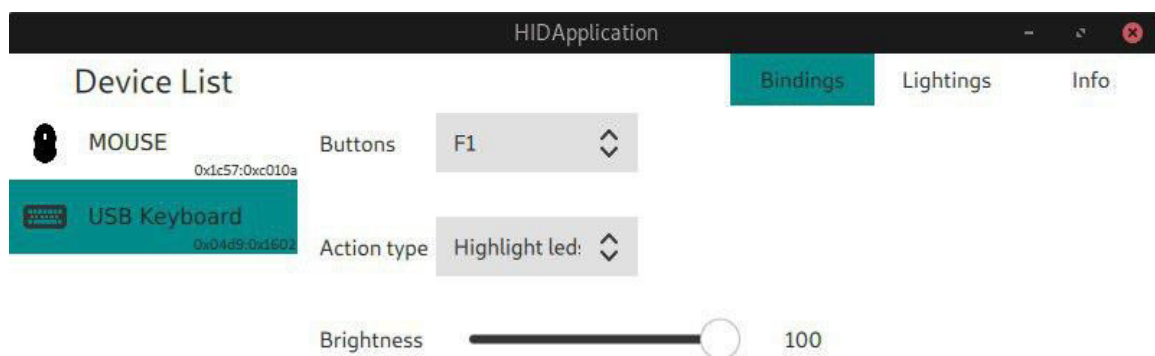 HIDApplication
Device List
Bindings Lightings Info
MOUSE
0x1c57:0xc010a
USB Keyboard
0x04d9:0x1602
Buttons F1
Action type Highlight led:
Brightness 100